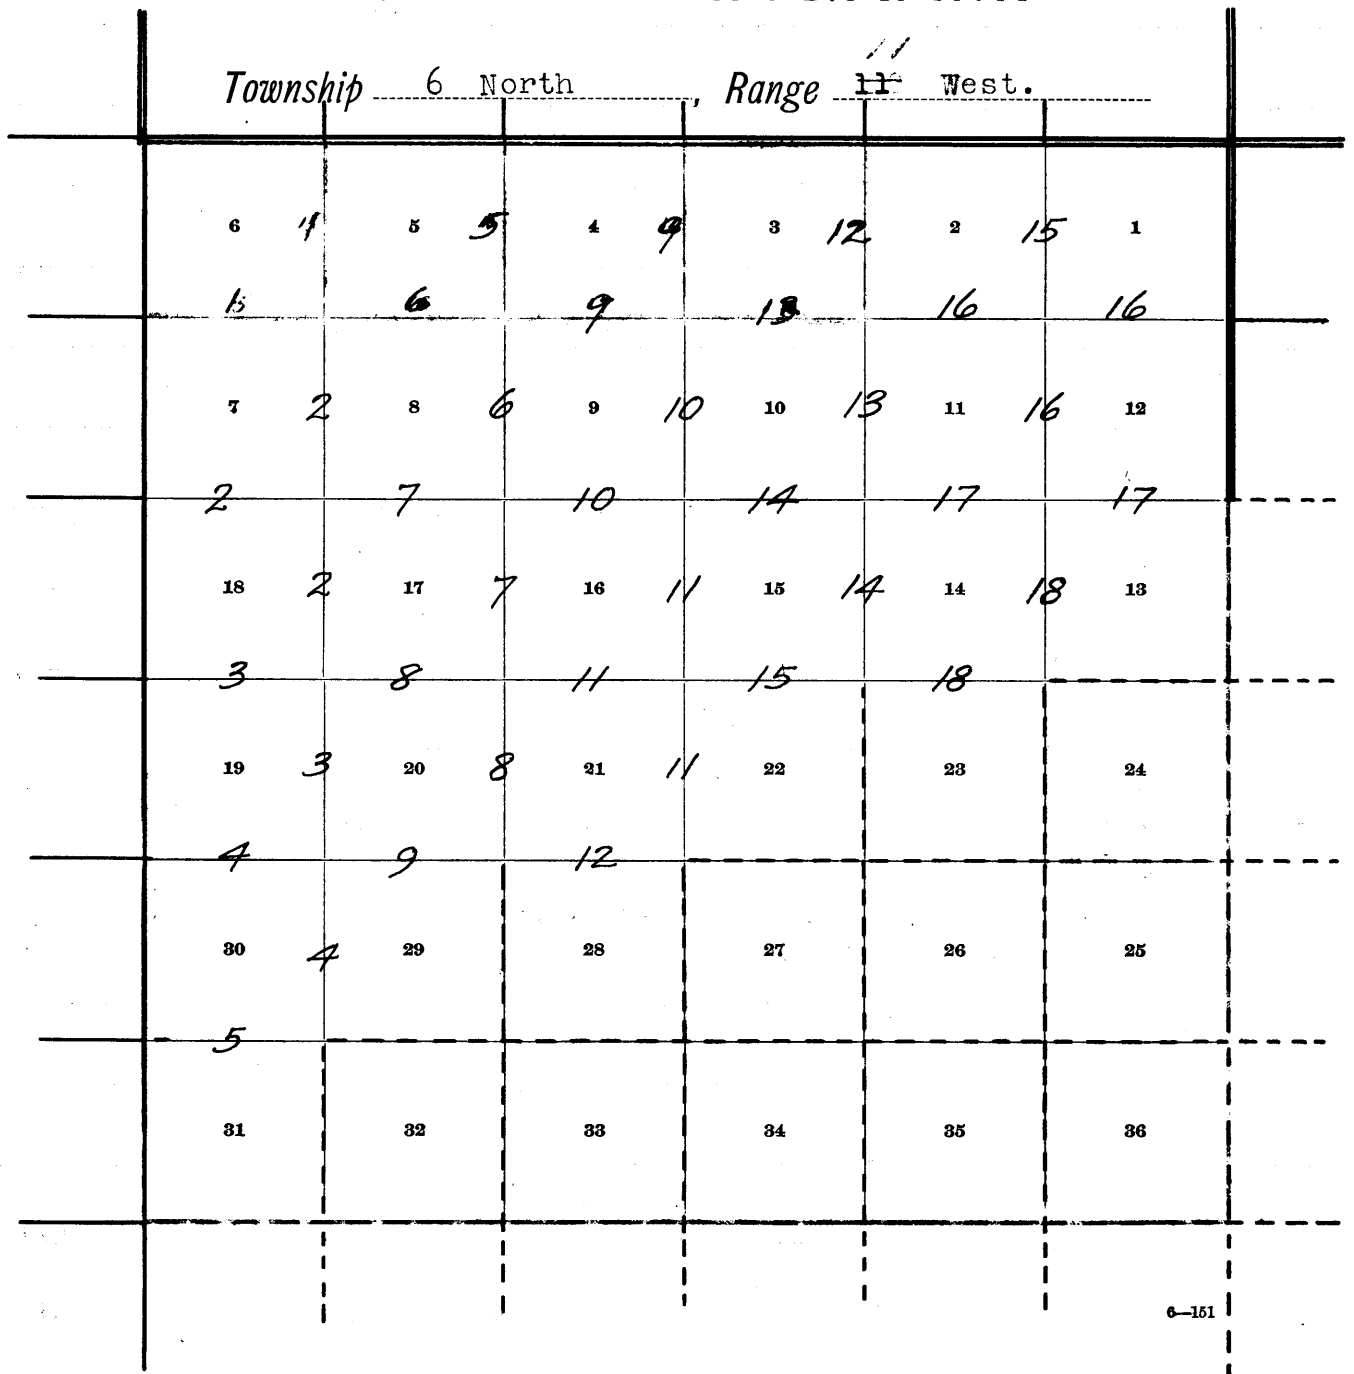 11
Township 6 North, Range 11 West.
6 1 5 5 4 9 3 12 2 15 1
6 9 13 16 16
7 2 8 6 9 10 10 13 11 16 12
2 7 10 14 17 17
18 2 17 7 16 11 15 14 14 18 13
3 8 11 15 18
19 3 20 8 21 11 22 23 24
4 9 12
30 4 29 28 27 26 25
5
31 32 33 34 35 36
6—151